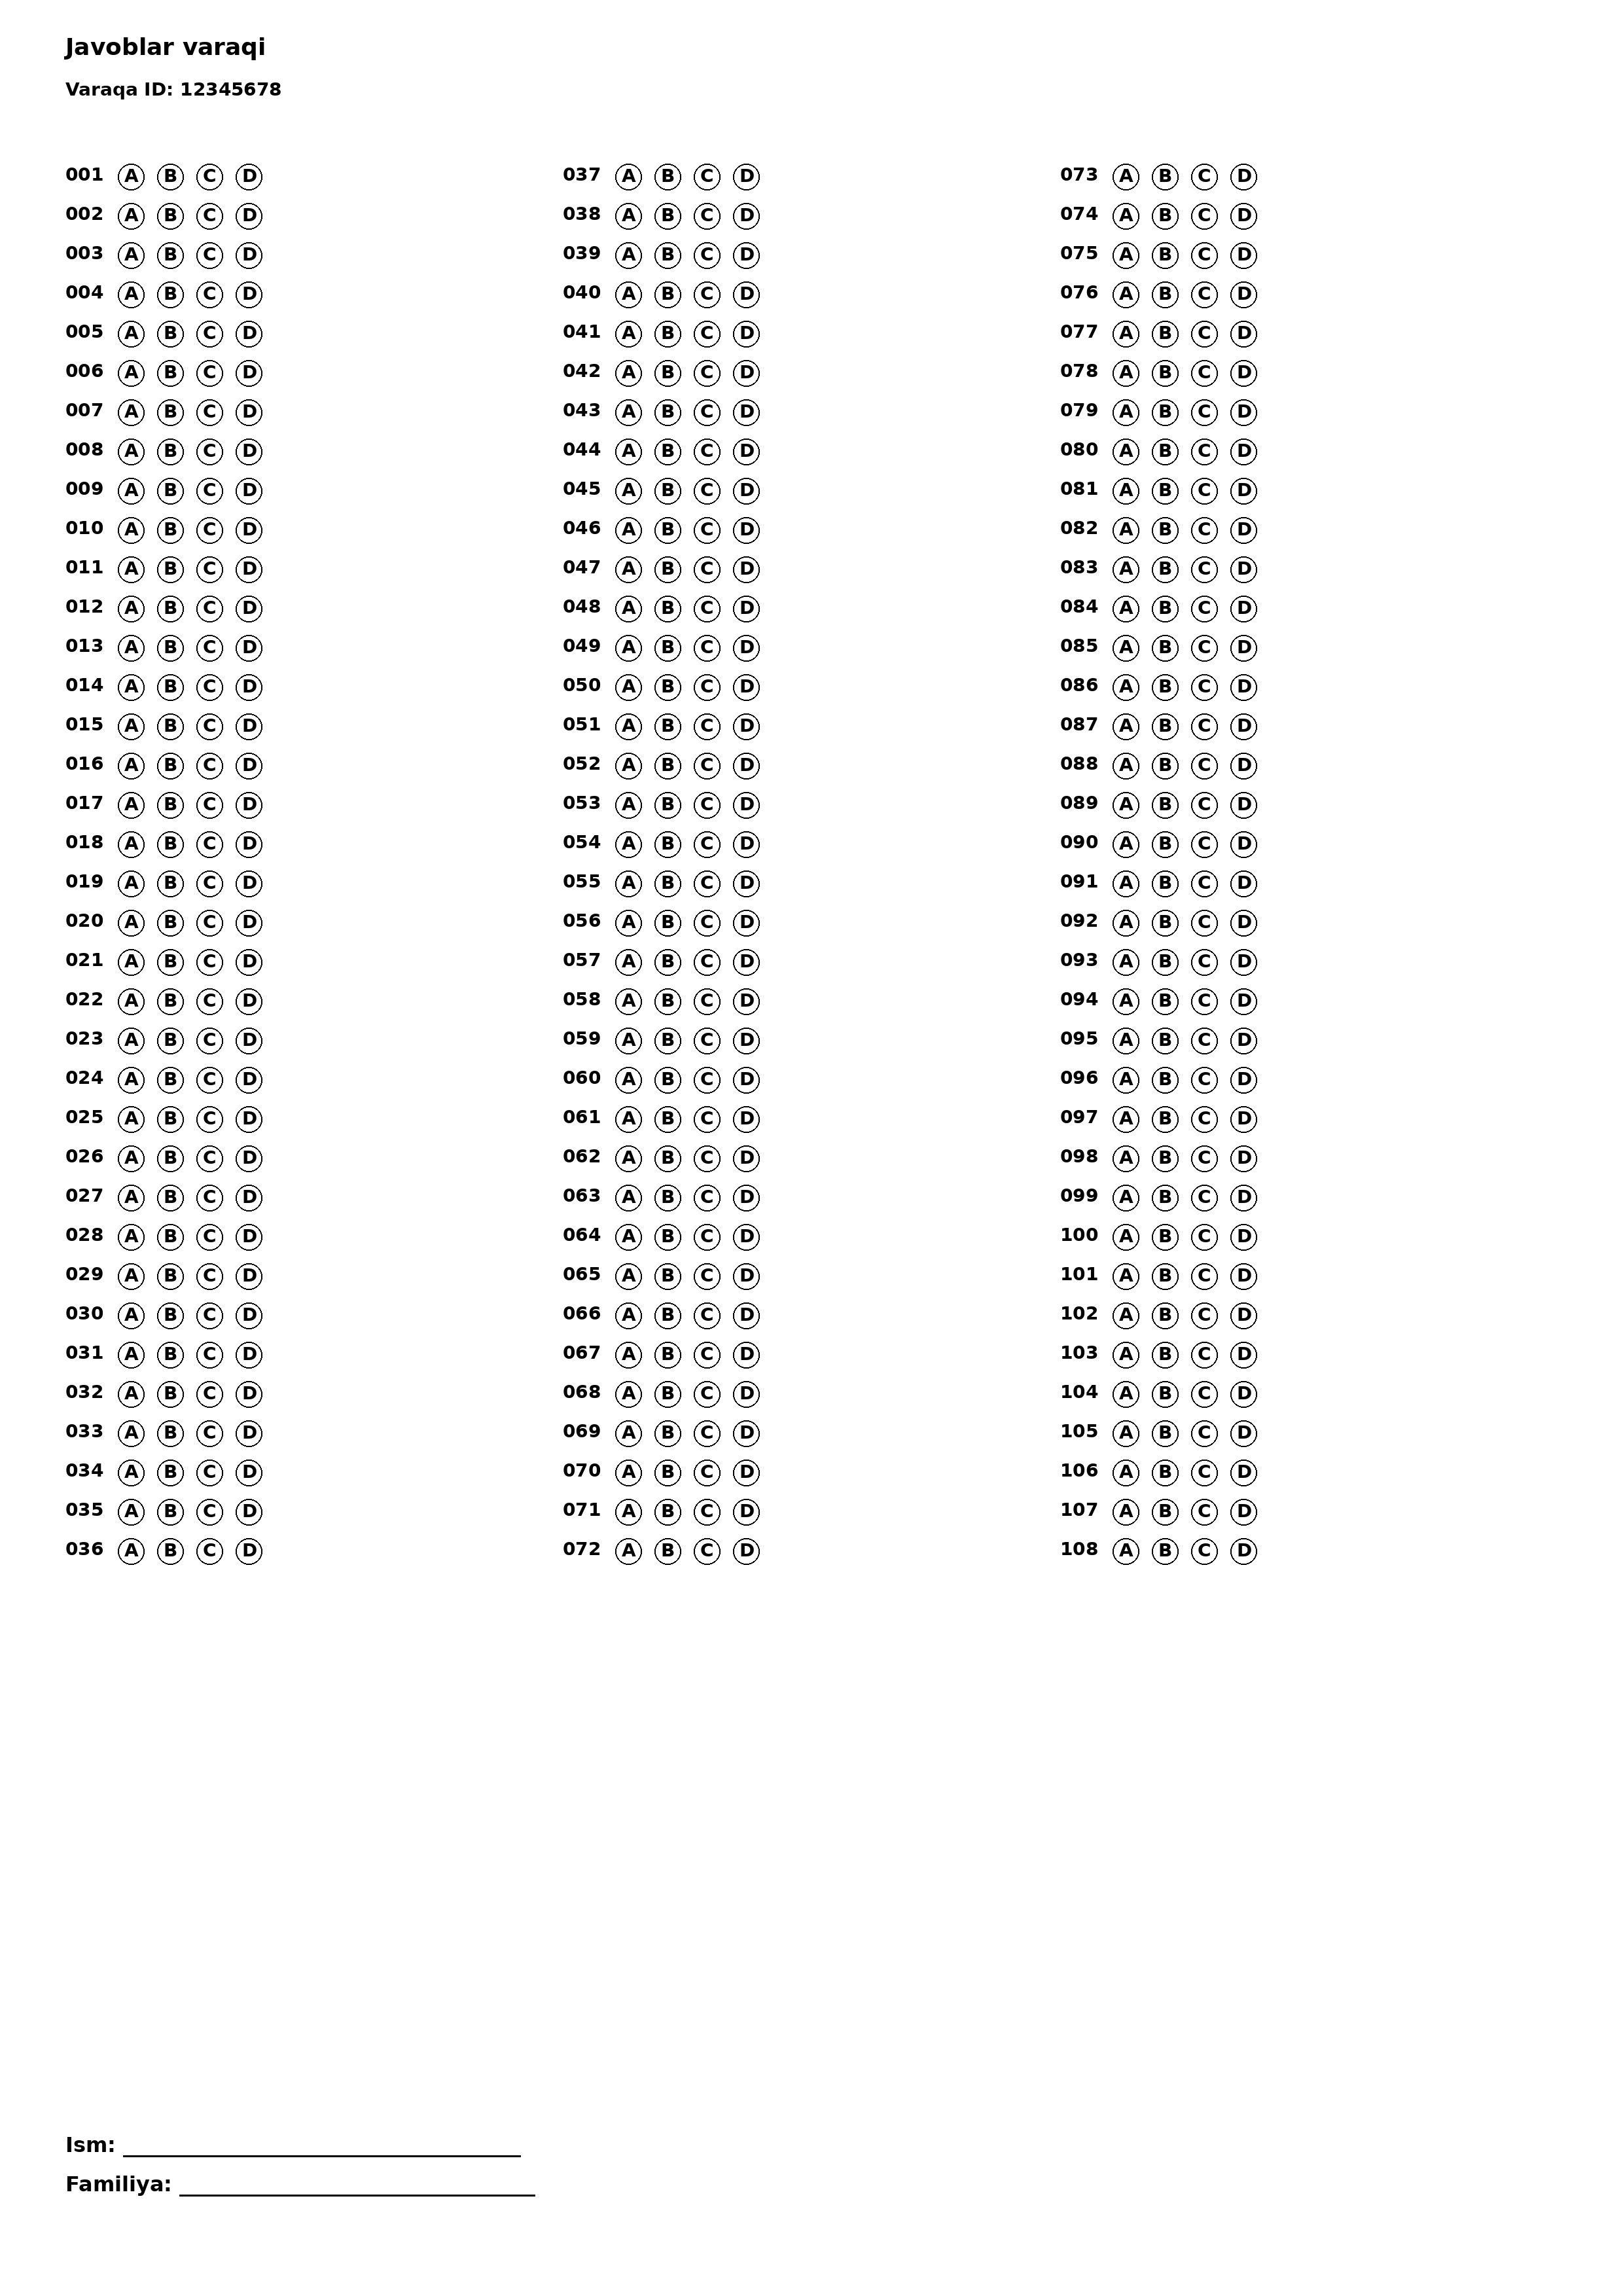 Javoblar varaqi
Varaqa ID: 12345678
001 A B C D 037 A B C D 073 A B C D
002 A B C D 038 A B C D 074 A B C D
003 A B C D 039 A B C D 075 A B C D
004 A B C D 040 A B C D 076 A B C D
005 A B C D 041 A B C D 077 A B C D
006 A B C D 042 A B C D 078 A B C D
007 A B C D 043 A B C D 079 A B C D
008 A B C D 044 A B C D 080 A B C D
009 A B C D 045 A B C D 081 A B C D
010 A B C D 046 A B C D 082 A B C D
011 A B C D 047 A B C D 083 A B C D
012 A B C D 048 A B C D 084 A B C D
013 A B C D 049 A B C D 085 A B C D
014 A B C D 050 A B C D 086 A B C D
015 A B C D 051 A B C D 087 A B C D
016 A B C D 052 A B C D 088 A B C D
017 A B C D 053 A B C D 089 A B C D
018 A B C D 054 A B C D 090 A B C D
019 A B C D 055 A B C D 091 A B C D
020 A B C D 056 A B C D 092 A B C D
021 A B C D 057 A B C D 093 A B C D
022 A B C D 058 A B C D 094 A B C D
023 A B C D 059 A B C D 095 A B C D
024 A B C D 060 A B C D 096 A B C D
025 A B C D 061 A B C D 097 A B C D
026 A B C D 062 A B C D 098 A B C D
027 A B C D 063 A B C D 099 A B C D
028 A B C D 064 A B C D 100 A B C D
029 A B C D 065 A B C D 101 A B C D
030 A B C D 066 A B C D 102 A B C D
031 A B C D 067 A B C D 103 A B C D
032 A B C D 068 A B C D 104 A B C D
033 A B C D 069 A B C D 105 A B C D
034 A B C D 070 A B C D 106 A B C D
035 A B C D 071 A B C D 107 A B C D
036 A B C D 072 A B C D 108 A B C D
Ism: ______________________________
Familiya: ___________________________